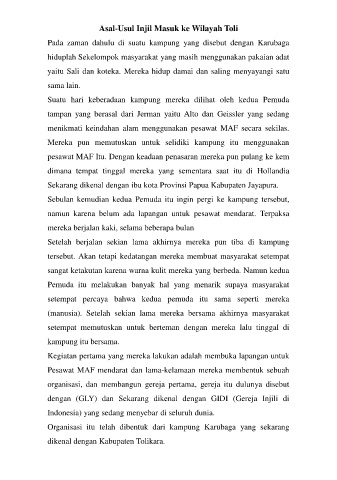 Asal-Usul Injil Masuk ke Wilayah Toli
Pada zaman dahulu di suatu kampung yang disebut dengan Karubaga
hiduplah Sekelompok masyarakat yang masih menggunakan pakaian adat
yaitu Sali dan koteka. Mereka hidup damai dan saling menyayangi satu
sama lain.
Suatu hari keberadaan kampung mereka dilihat oleh kedua Pemuda
tampan yang berasal dari Jerman yaitu Alto dan Geissler yang sedang
menikmati keindahan alam menggunakan pesawat MAF secara sekilas.
Mereka pun memutuskan untuk selidiki kampung itu menggunakan
pesawat MAF Itu. Dengan keadaan penasaran mereka pun pulang ke kem
dimana tempat tinggal mereka yang sementara saat itu di Hollandia
Sekarang dikenal dengan ibu kota Provinsi Papua Kabupaten Jayapura.
Sebulan kemudian kedua Pemuda itu ingin pergi ke kampung tersebut,
namun karena belum ada lapangan untuk pesawat mendarat. Terpaksa
mereka berjalan kaki, selama beberapa bulan
Setelah berjalan sekian lama akhirnya mereka pun tiba di kampung
tersebut. Akan tetapi kedatangan mereka membuat masyarakat setempat
sangat ketakutan karena warna kulit mereka yang berbeda. Namun kedua
Pemuda itu melakukan banyak hal yang menarik supaya masyarakat
setempat percaya bahwa kedua pemuda itu sama seperti mereka
(manusia). Setelah sekian lama mereka bersama akhirnya masyarakat
setempat memutuskan untuk berteman dengan mereka lalu tinggal di
kampung itu bersama.
Kegiatan pertama yang mereka lakukan adalah membuka lapangan untuk
Pesawat MAF mendarat dan lama-kelamaan mereka membentuk sebuah
organisasi, dan membangun gereja pertama, gereja itu dulunya disebut
dengan (GLY) dan Sekarang dikenal dengan GIDI (Gereja Injili di
Indonesia) yang sedang menyebar di seluruh dunia.
Organisasi itu telah dibentuk dari kampung Karubaga yang sekarang
dikenal dengan Kabupaten Tolikara.